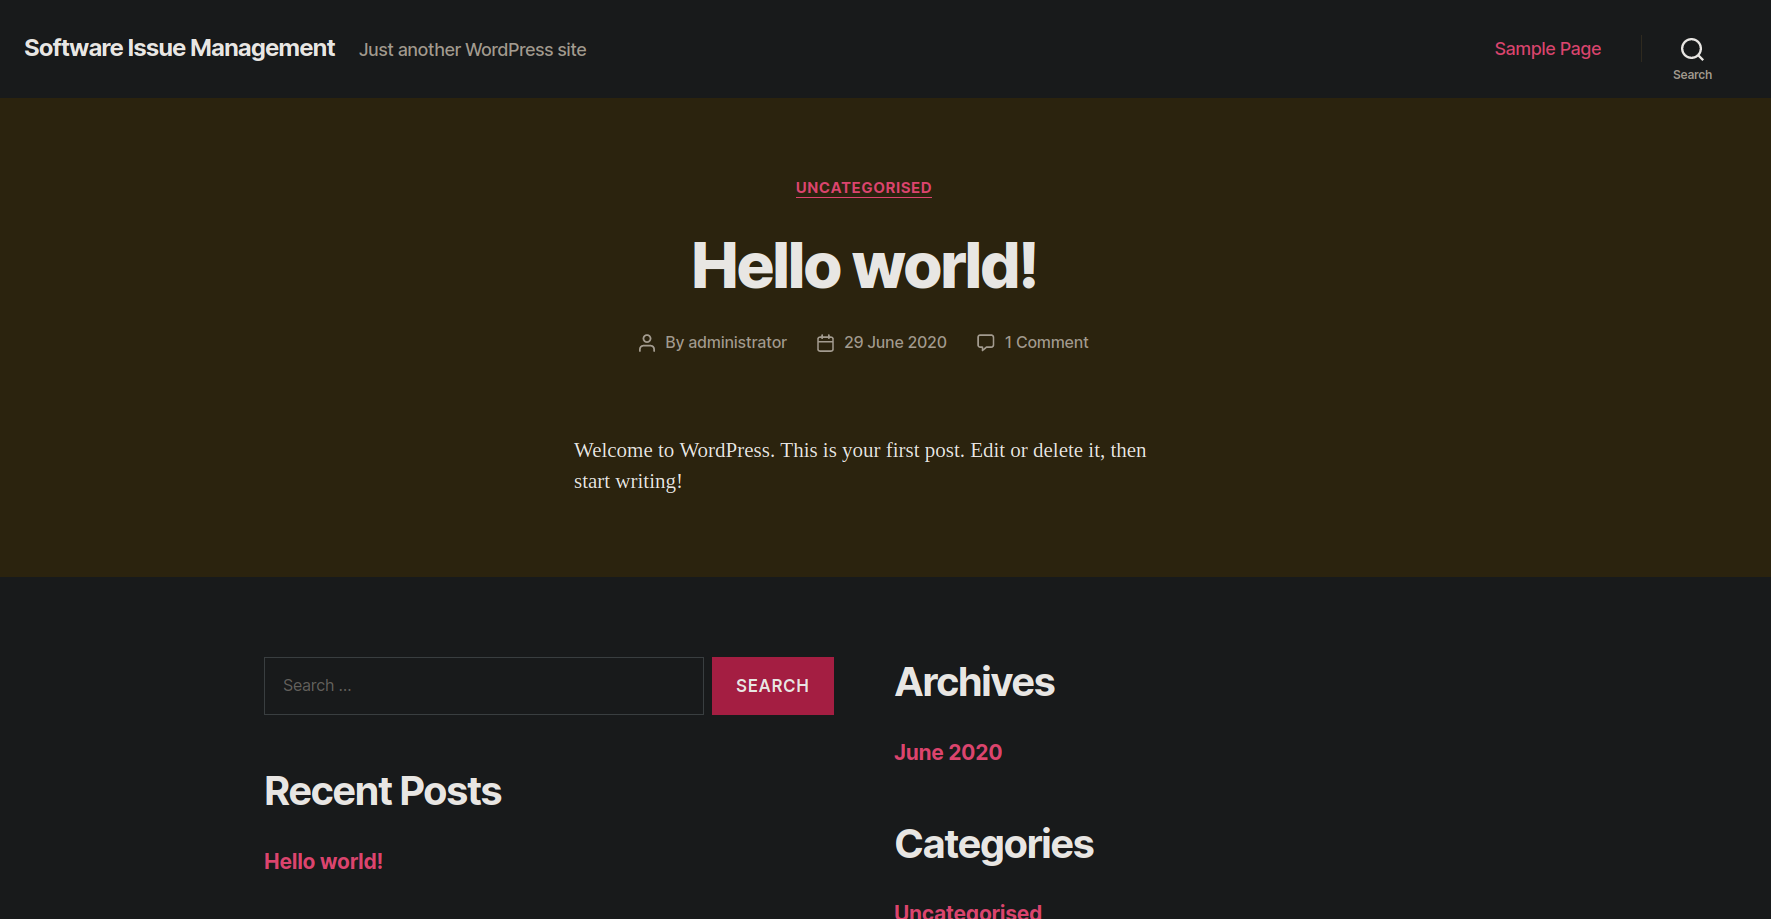 Software Issue Management Just another WordPress site Sample Page
Search
UNCATEGORISED
Hello world!
By administrator 29 June 2020 1 Comment
Welcome to WordPress. This is your first post. Edit or delete it, then
start writing!
Search ... SEARCH
Recent Posts
Hello world!
Archives
June 2020
Categories
Uncategorised